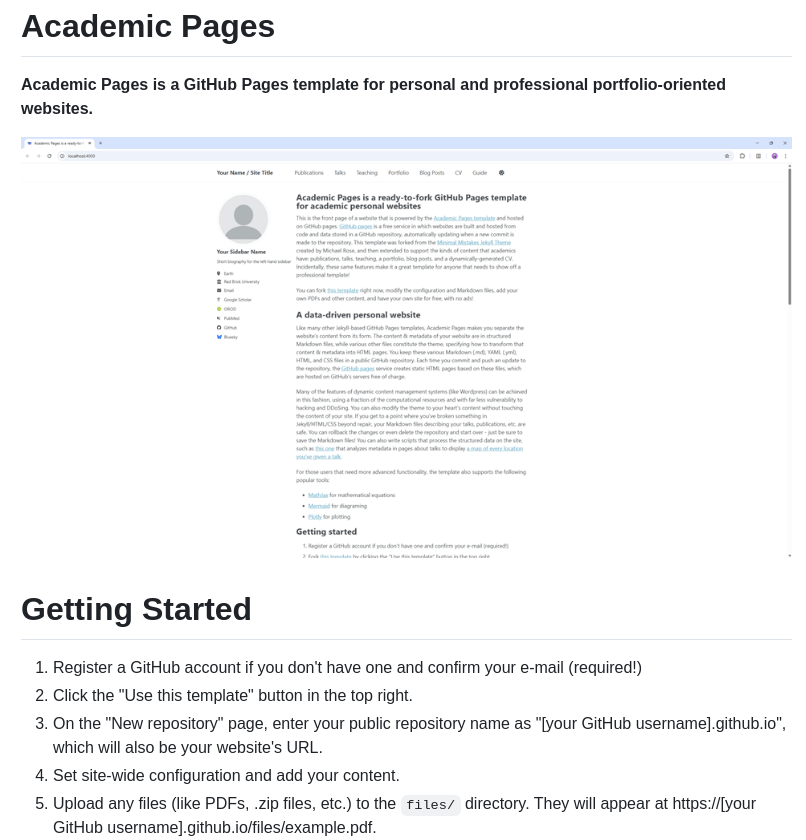 Academic Pages
Academic Pages is a GitHub Pages template for personal and professional portfolio-oriented
websites.
Academic Pages is a ready-to-
localhost:4000
Your Name / Site Title Publications Talks Teaching Portfolio Blog Posts CV Guide
Your Sidebar Name
Short biography for the left-hand sidebar
Earth
Red Brick University
Email
Google Scholar
ORCID
PubMed
GitHub
Bluesky
Academic Pages is a ready-to-fork GitHub Pages template
for academic personal websites
This is the front page of a website that is powered by the Academic Pages template and hosted
on GitHub pages. GitHub pages is a free service in which websites are built and hosted from
code and data stored in a GitHub repository, automatically updating when a new commit is
made to the repository. This template was forked from the Minimal Mistakes Jekyll Theme
created by Michael Rose, and then extended to support the kinds of content that academics
have: publications, talks, teaching, a portfolio, blog posts, and a dynamically-generated CV.
Incidentally, these same features make it a great template for anyone that needs to show off a
professional template!
You can fork this template right now, modify the configuration and Markdown files, add your
own PDFs and other content, and have your own site for free, with no ads!
A data-driven personal website
Like many other Jekyll-based GitHub Pages templates, Academic Pages makes you separate the
website's content from its form. The content & metadata of your website are in structured
Markdown files, while various other files constitute the theme, specifying how to transform that
content & metadata into HTML pages. You keep these various Markdown (.md), YAML (.yml),
HTML, and CSS files in a public GitHub repository. Each time you commit and push an update to
the repository, the GitHub pages service creates static HTML pages based on these files, which
are hosted on GitHub's servers free of charge.
Many of the features of dynamic content management systems (like Wordpress) can be achieved
in this fashion, using a fraction of the computational resources and with far less vulnerability to
hacking and DDoSing. You can also modify the theme to your heart's content without touching
the content of your site. If you get to a point where you've broken something in
Jekyll/HTML/CSS beyond repair, your Markdown files describing your talks, publications, etc. are
safe. You can rollback the changes or even delete the repository and start over - just be sure to
save the Markdown files! You can also write scripts that process the structured data on the site,
such as this one that analyzes metadata in pages about talks to display a map of every location
you've given a talk.
For those users that need more advanced functionality, the template also supports the following
popular tools:
• MathJax for mathematical equations
• Mermaid for diagraming
• Plotly for plotting
Getting started
1. Register a GitHub account if you don't have one and confirm your e-mail (required!)
2. Fork this template by clicking the "Use this template" button in the top right.
Getting Started
1. Register a GitHub account if you don't have one and confirm your e-mail (required!)
2. Click the "Use this template" button in the top right.
3. On the "New repository" page, enter your public repository name as "[your GitHub username].github.io",
which will also be your website's URL.
4. Set site-wide configuration and add your content.
5. Upload any files (like PDFs, .zip files, etc.) to the files/ directory. They will appear at https://[your
GitHub username].github.io/files/example.pdf.